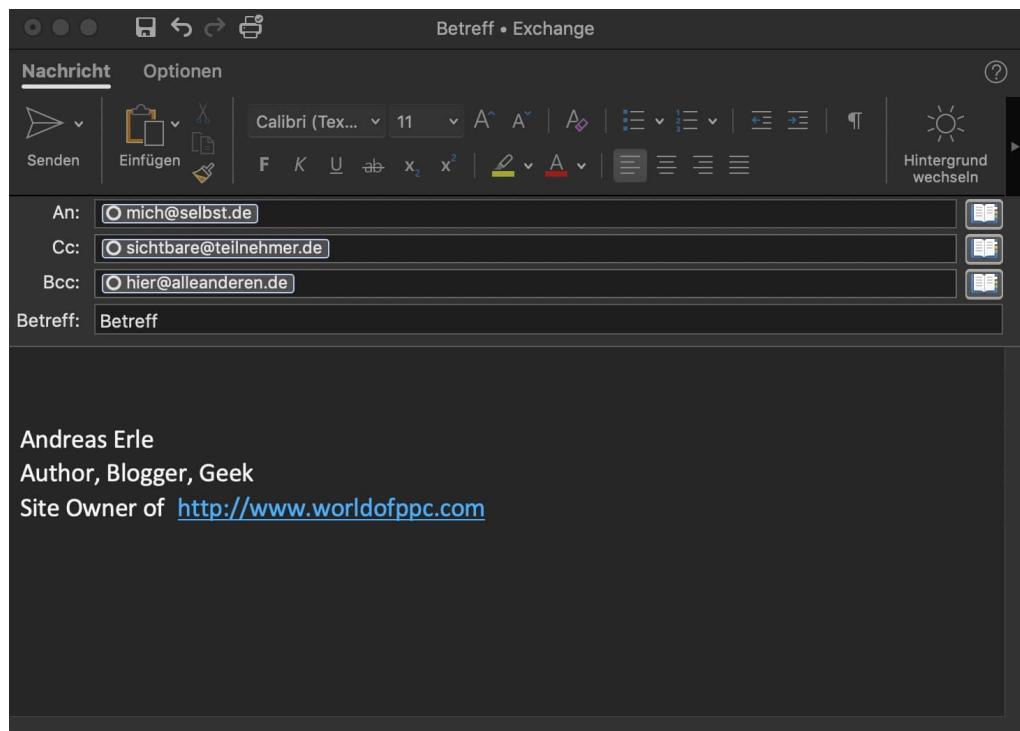 Betreff • Exchange
Nachricht Optionen
Senden
Einfügen
Calibri (Tex... 11
F K U ab x₂ x²
A
Hintergrund wechseln
An: mich@selbst.de
Cc: sichtbare@teilnehmer.de
Bcc: hier@alleanderen.de
Betreff: Betreff
Andreas Erle
Author, Blogger, Geek
Site Owner of http://www.worldofppc.com